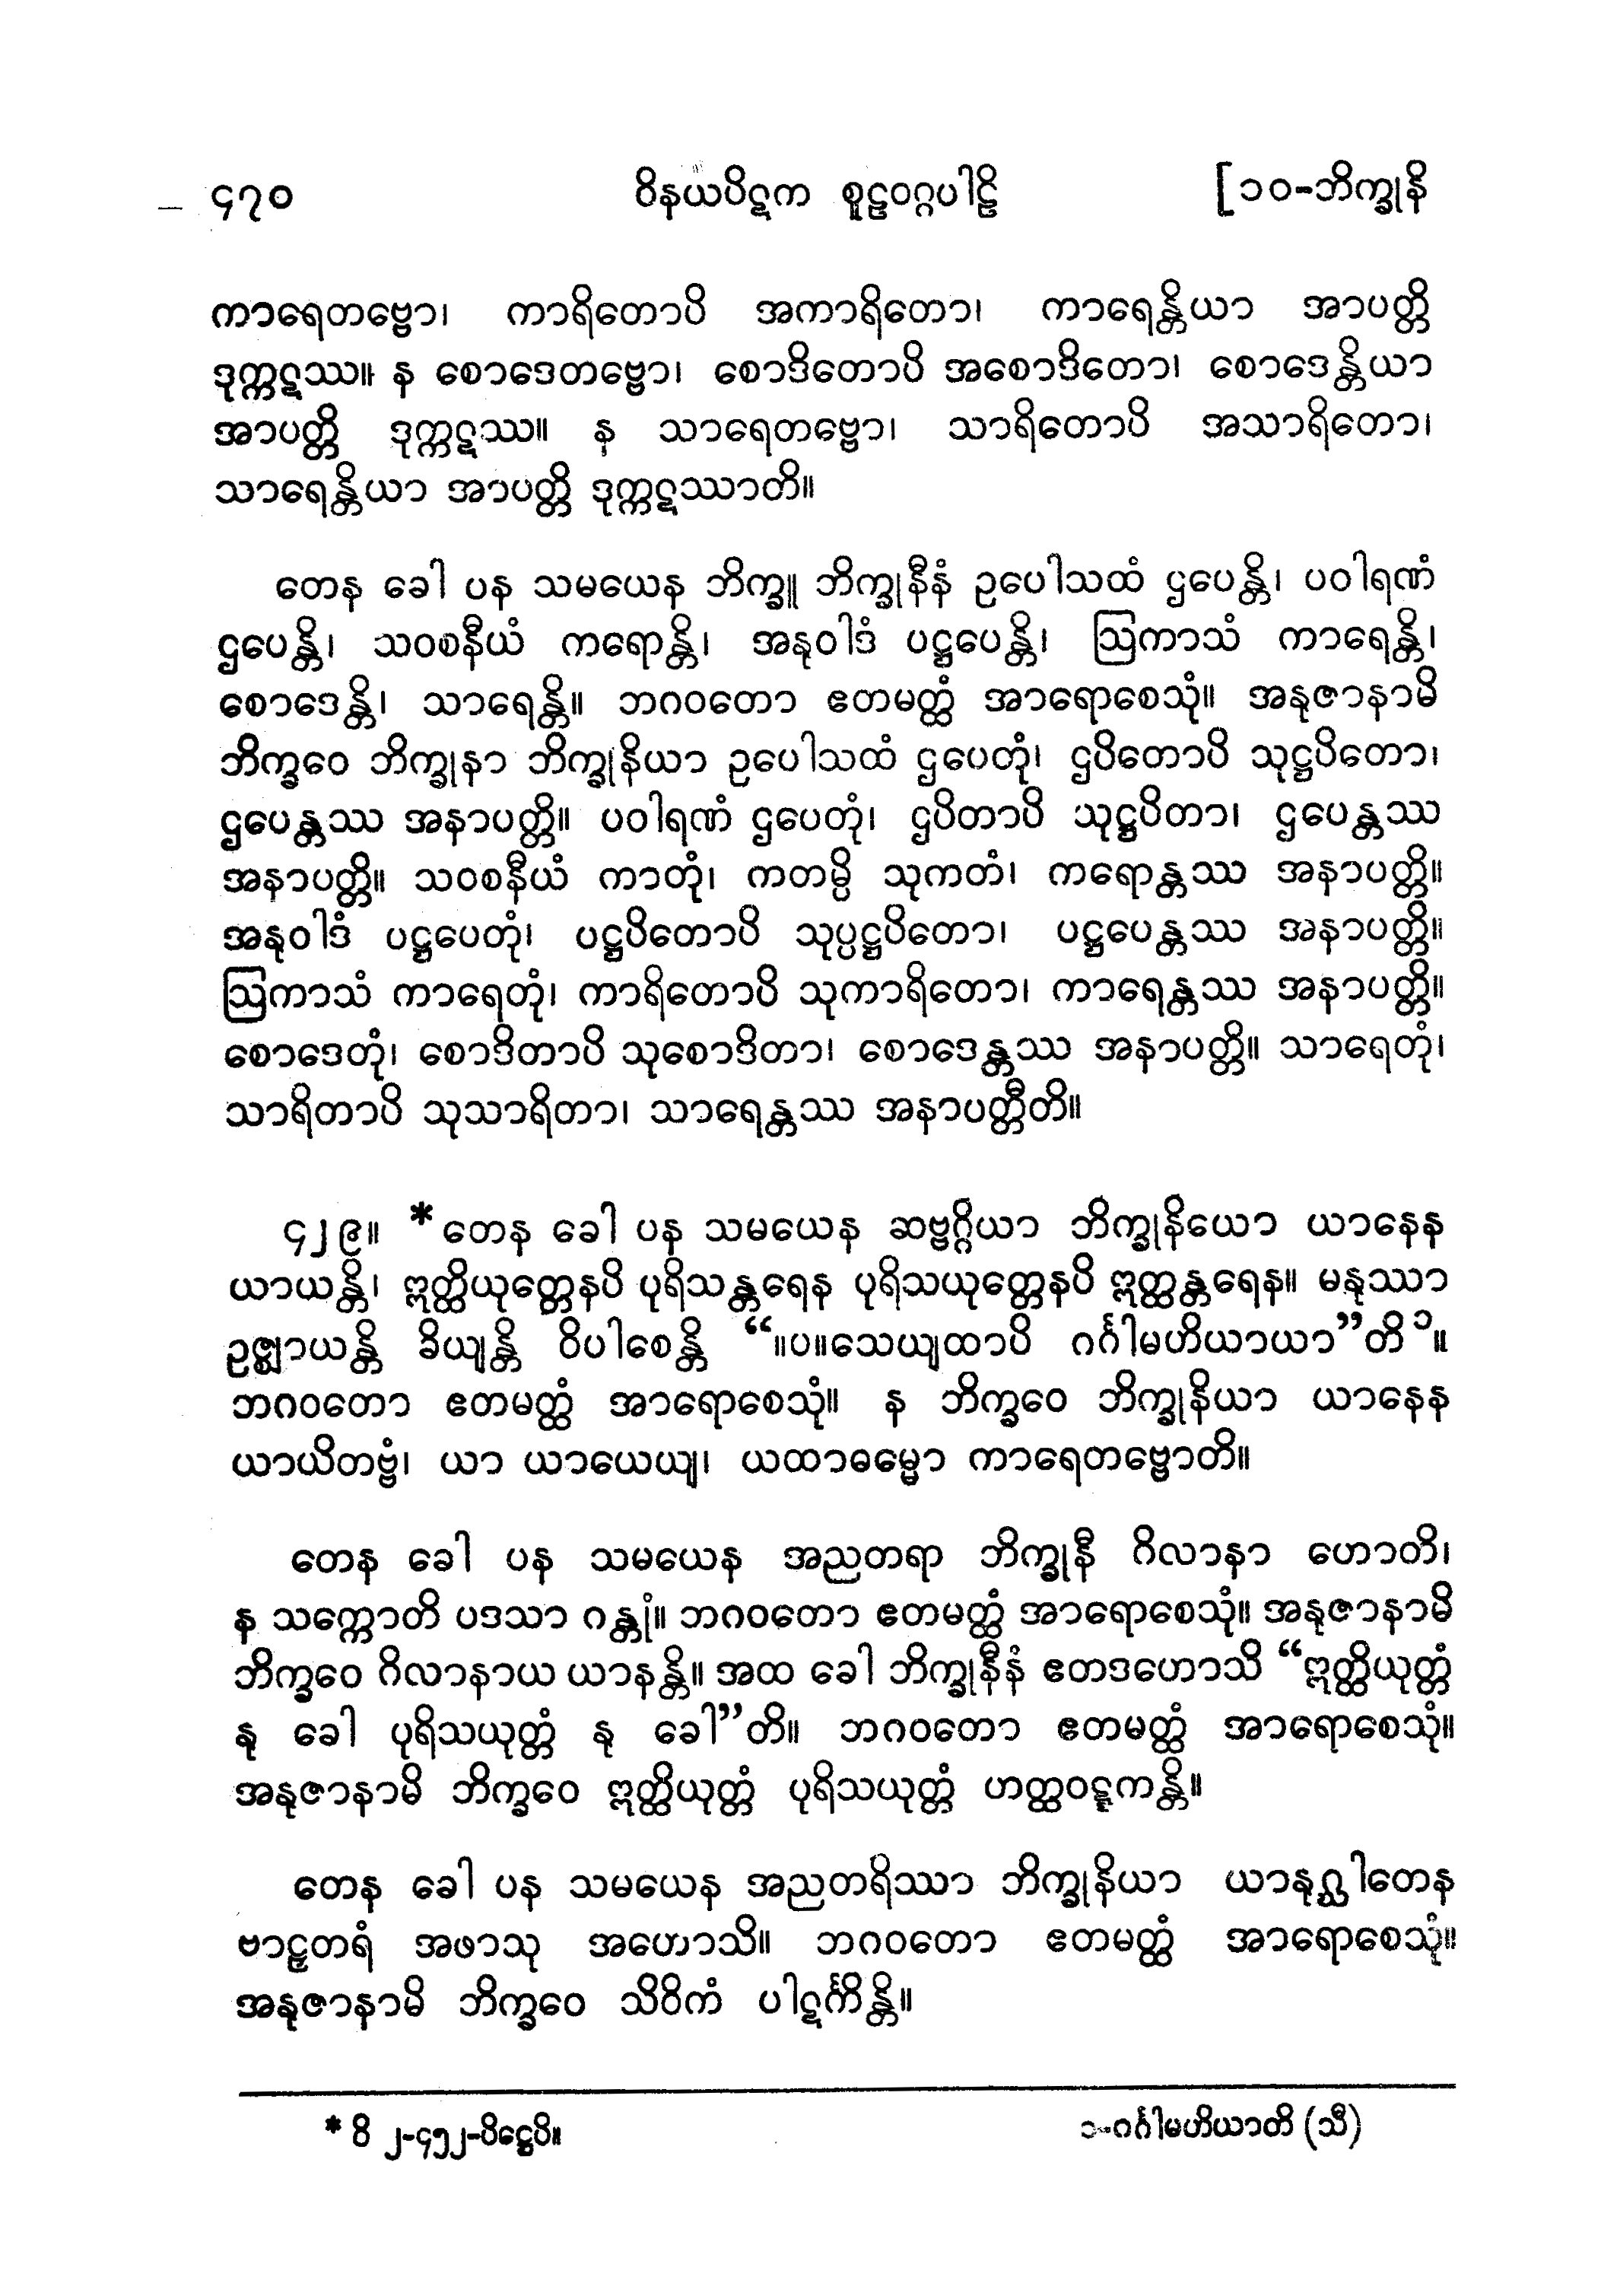 ၄၇၀ ဝိနယပိဋက စူဠဝဂ္ဂပါဠိ [၁၀-ဘိက္ခုနိ
ကာရေတဗ္ဗော၊ ကာရိတောပိ အကာရိတော၊ ကာရေန္တိယာ အာပတ္တိ
ဒုက္ကဋဿ။ န စောဒေတဗ္ဗော၊ စောဒိတောပိ အစောဒိတော၊ စောဒေန္တိယာ
အာပတ္တိ ဒုက္ကဋဿ။ န သာရေတဗ္ဗော၊ သာရိတောပိ အသာရိတော၊
သာရေန္တိယာ အာပတ္တိ ဒုက္ကဋဿာတိ။
တေန ခေါ ပန သမယေန ဘိက္ခူ ဘိက္ခုနီနံ ဥပေါသထံ ဌပေန္တိ၊ ပဝါရဏံ
ဌပေန္တိ၊ သဝစနီယံ ကရောန္တိ၊ အနုဝါဒံ ပဋ္ဌပေန္တိ၊ ဩကာသံ ကာရေန္တိ၊
စောဒေန္တိ၊ သာရေန္တိ။ ဘဂဝတော ဧတမတ္ထံ အာရောစေသုံ။ အနုဇာနာမိ
ဘိက္ခဝေ ဘိက္ခုနာ ဘိက္ခုနိယာ ဥပေါသထံ ဌပေတုံ၊ ဌပိတောပိ သုဋ္ဌပိတော၊
ဌပေန္တဿ အနာပတ္တိ။ ပဝါရဏံ ဌပေတုံ၊ ဌပိတာပိ သုဋ္ဌပိတာ၊ ဌပေန္တဿ
အနာပတ္တိ။ သဝစနီယံ ကာတုံ၊ ကတမ္ပိ သုကတံ၊ ကရောန္တဿ အနာပတ္တိ။
အနုဝါဒံ ပဋ္ဌပေတုံ၊ ပဋ္ဌပိတောပိ သုပ္ပဋ္ဌပိတော၊ ပဋ္ဌပေန္တဿ အနာပတ္တိ။
ဩကာသံ ကာရေတုံ၊ ကာရိတောပိ သုကာရိတော၊ ကာရေန္တဿ အနာပတ္တိ။
စောဒေတုံ၊ စောဒိတာပိ သုစောဒိတာ၊ စောဒေန္တဿ အနာပတ္တိ။ သာရေတုံ၊
သာရိတာပိ သုသာရိတာ၊ သာရေန္တဿ အနာပတ္တီတိ။
၄၂၉။ *တေန ခေါ ပန သမယေန ဆဗ္ဗဂ္ဂိယာ ဘိက္ခုနိယော ယာနေန
ယာယန္တိ၊ ဣတ္ထိယုတ္တေနပိ ပုရိသန္တရေန ပုရိသယုတ္တေနပိ ဣတ္ထန္တရေန။ မနုဿာ
ဥဇ္ဈာယန္တိ ခိယျန္တိ ဝိပါစေန္တိ “။ပ။သေယျထာပိ ဂင်္ဂါမဟိယာယာ”တိ ၁။
ဘဂဝတော ဧတမတ္ထံ အာရောစေသုံ။ န ဘိက္ခဝေ ဘိက္ခုနိယာ ယာနေန
ယာယိတဗ္ဗံ၊ ယာ ယာယေယျ၊ ယထာဓမ္မော ကာရေတဗ္ဗောတိ။
တေန ခေါ ပန သမယေန အညတရာ ဘိက္ခုနီ ဂိလာနာ ဟောတိ၊
န သက္ကောတိ ပဒသာ ဂန္တုံ။ ဘဂဝတော ဧတမတ္ထံ အာရောစေသုံ။ အနုဇာနာမိ
ဘိက္ခဝေ ဂိလာနာယ ယာနန္တိ။ အထ ခေါ ဘိက္ခုနီနံ ဧတဒဟောသိ “ဣတ္ထိယုတ္တံ
နု ခေါ ပုရိသယုတ္တံ နု ခေါ”တိ။ ဘဂဝတော ဧတမတ္ထံ အာရောစေသုံ။
အနုဇာနာမိ ဘိက္ခဝေ ဣတ္ထိယုတ္တံ ပုရိသယုတ္တံ ဟတ္ထဝဋ္ဋကန္တိ။
တေန ခေါ ပန သမယေန အညတရိဿာ ဘိက္ခုနိယာ ယာနုဂ္ဃါတေန
ဗာဠှတရံ အဖာသု အဟောသိ။ ဘဂဝတော ဧတမတ္ထံ အာရောစေသုံ။
အနုဇာနာမိ ဘိက္ခဝေ သိဝိကံ ပါဋင်္ကိန္တိ။
* ဝိ ၂-၄၅၂-ပိဋ္ဌေပိ။ ၁-ဂင်္ဂါမဟိယာတိ (သီ)